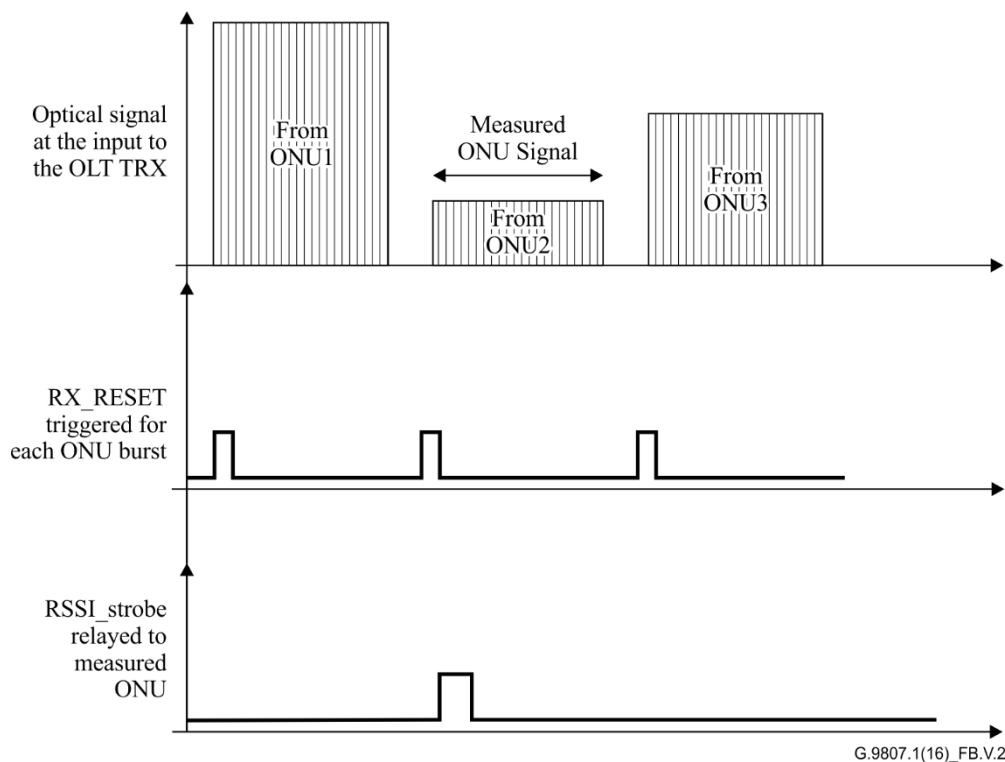 Optical signal
at the input to
the OLT TRX
From
ONU1
Measured
ONU Signal
From
ONU2
From
ONU3
RX_RESET
triggered for
each ONU burst
RSSI_strobe
relayed to
measured
ONU
G.9807.1(16)_FB.V.2